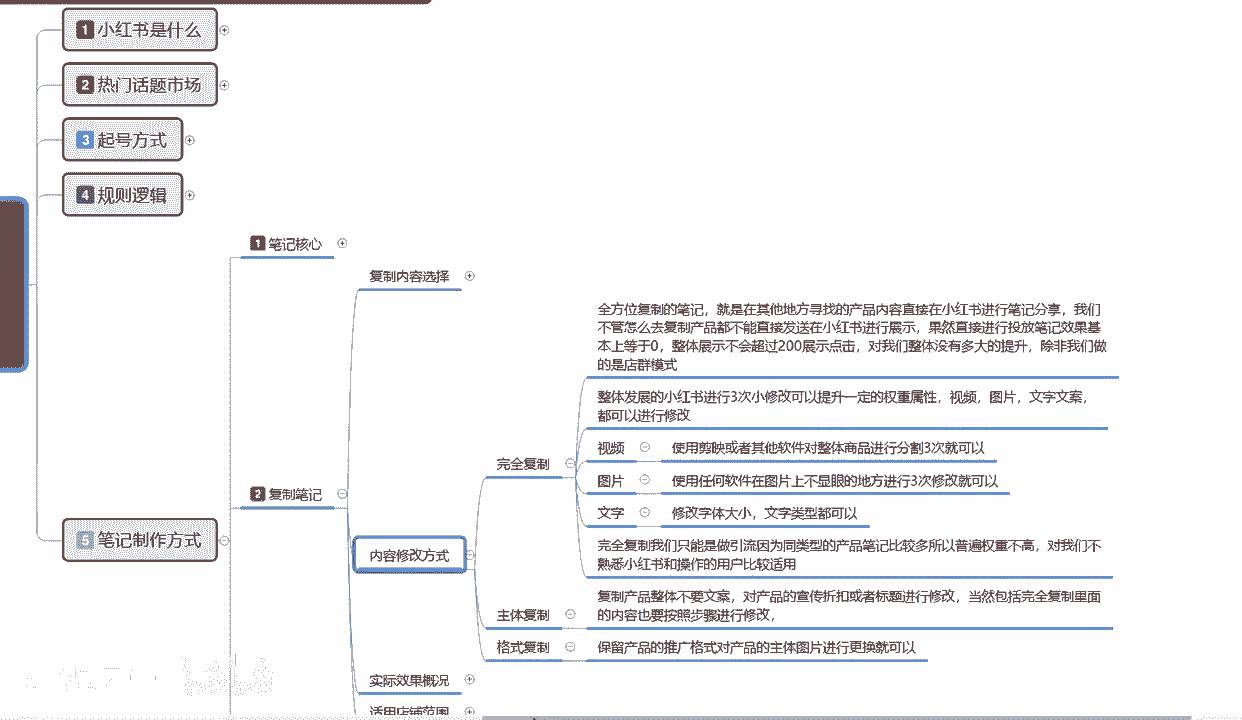 1 小红书是什么
2 热门话题市场
3 起号方式
4 规则逻辑
1 笔记核心
复制内容选择
全方位复制的笔记，就是在其他地方寻找的产品内容直接在小红书进行笔记分享，我们
不管怎么去复制产品都不能直接发送在小红书进行展示，果然直接进行投放笔记效果基
本上等于0，整体展示不会超过200展示点击，对我们整体没有多大的提升，除非我们做
的是店群模式
整体发展的小红书进行3次小修改可以提升一定的权重属性，视频，图片，文字文案，
都可以进行修改
完全复制
视频
使用剪映或者其他软件对整体商品进行分割3次就可以
图片
使用任何软件在图片上不显眼的地方进行3次修改就可以
2 复制笔记
文字
修改字体大小，文字类型都可以
5 笔记制作方式
内容修改方式
完全复制我们只能是做引流因为同类型的产品笔记比较多所以普遍权重不高，对我们不
熟悉小红书和操作的用户比较适用
主体复制
复制产品整体不要文案，对产品的宣传折扣或者标题进行修改，当然包括完全复制里面
的内容也要按照步骤进行修改，
格式复制
保留产品的推广格式对产品的主体图片进行更换就可以
实际效果概况
适用店铺范围